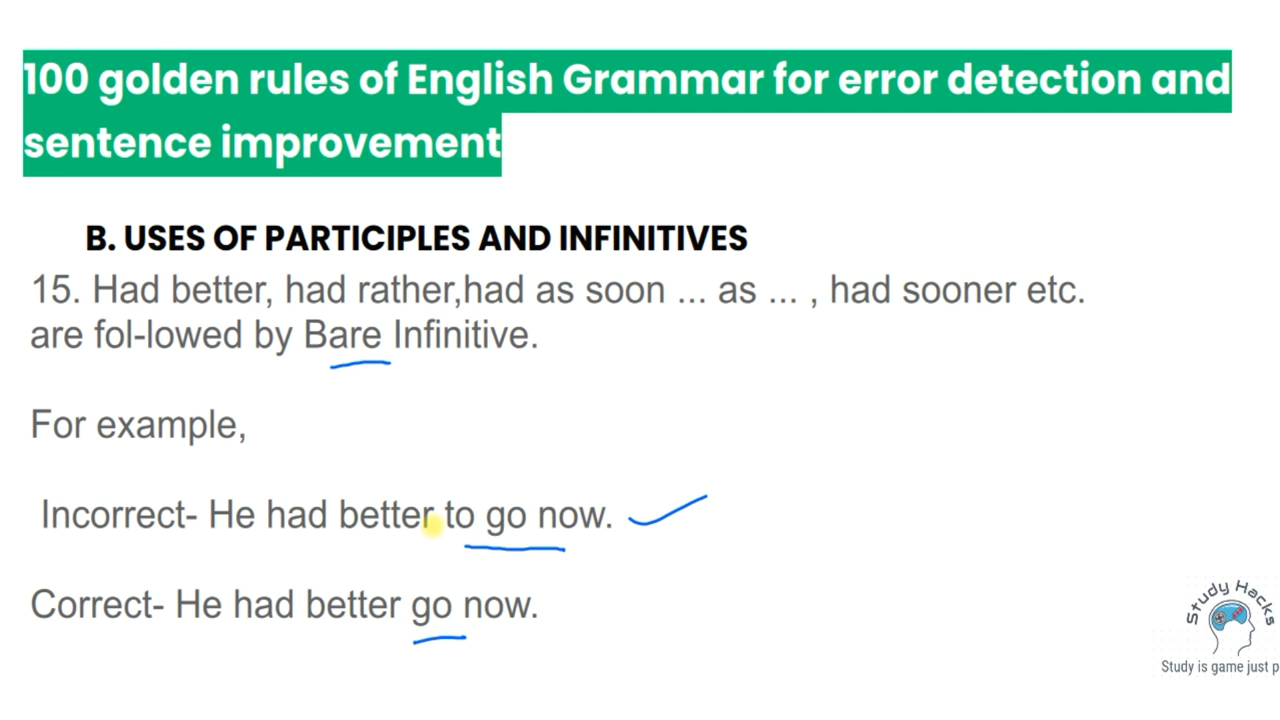 100 golden rules of English Grammar for error detection and
sentence improvement
B. USES OF PARTICIPLES AND INFINITIVES
15. Had better, had rather,had as soon ... as ... , had sooner etc.
are fol-lowed by Bare Infinitive.
For example,
Incorrect- He had better to go now.
Correct- He had better go now.
Study Hacks
Study is game just p